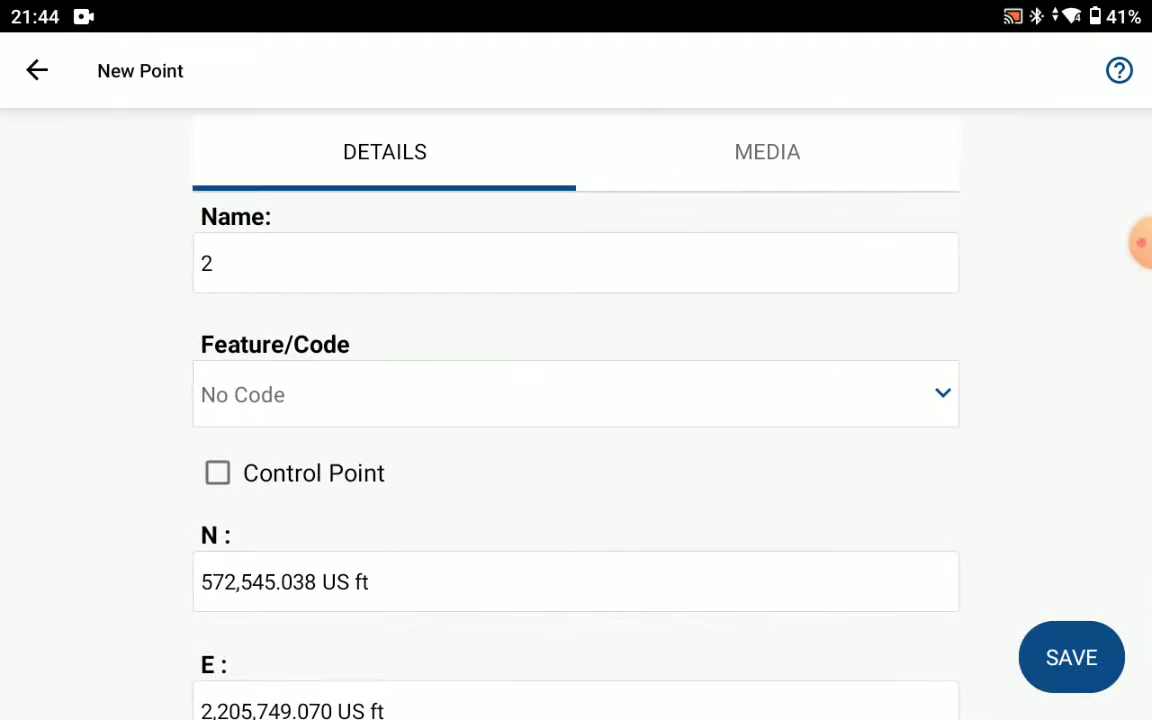 21:44
41%
New Point
DETAILS
MEDIA
Name:
2
Feature/Code
No Code
Control Point
N :
572,545.038 US ft
E :
2,205,749.070 US ft
SAVE